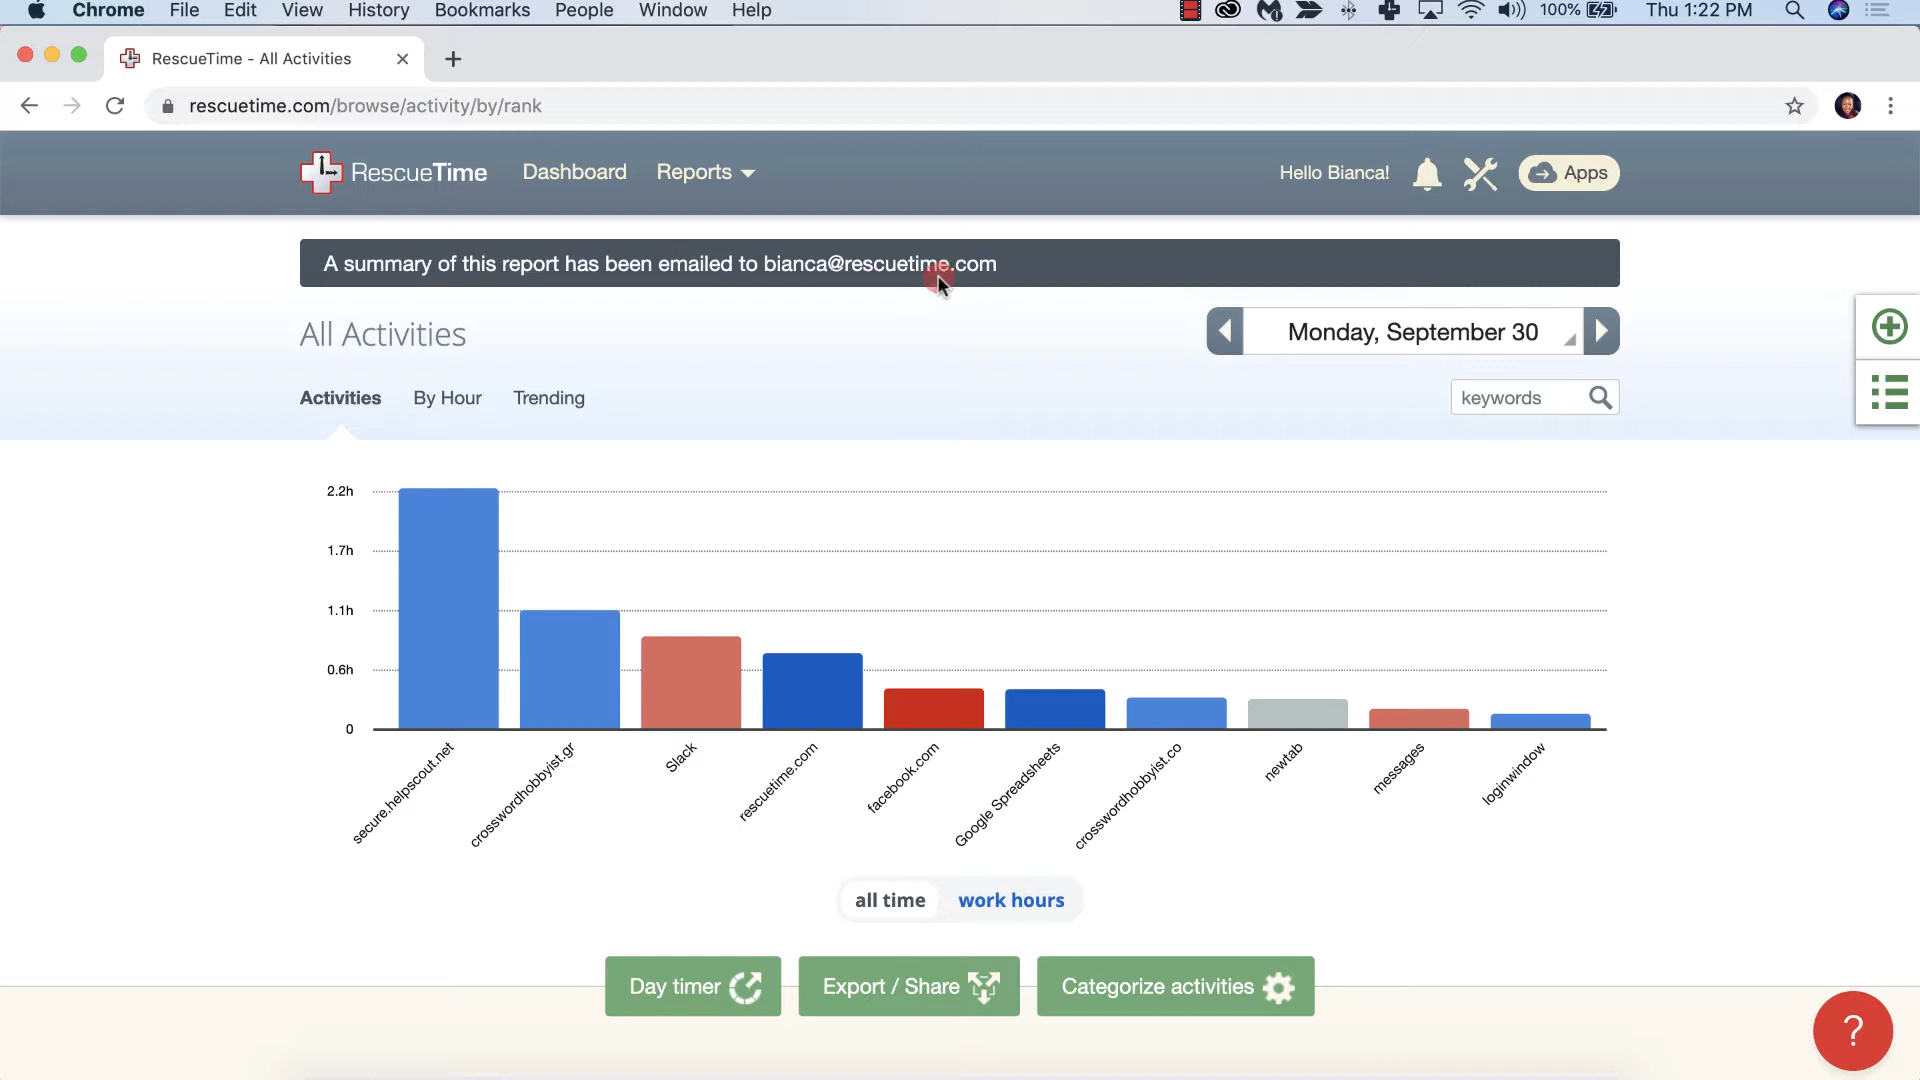 Chrome File Edit View History Bookmarks People Window Help 100% Thu 1:22 PM
RescueTime - All Activities
rescuetime.com/browse/activity/by/rank
RescueTime Dashboard Reports Hello Bianca! Apps
A summary of this report has been emailed to bianca@rescuetime.com
All Activities
Monday, September 30
Activities By Hour Trending
keywords
2.2h
1.7h
1.1h
0.6h
0
secure.helpscout.net
crosswordhobbyist.gr
Slack
rescuetime.com
facebook.com
Google Spreadsheets
crosswordhobbyist.co
newtab
messages
loginwindow
all time work hours
Day timer Export / Share Categorize activities
?